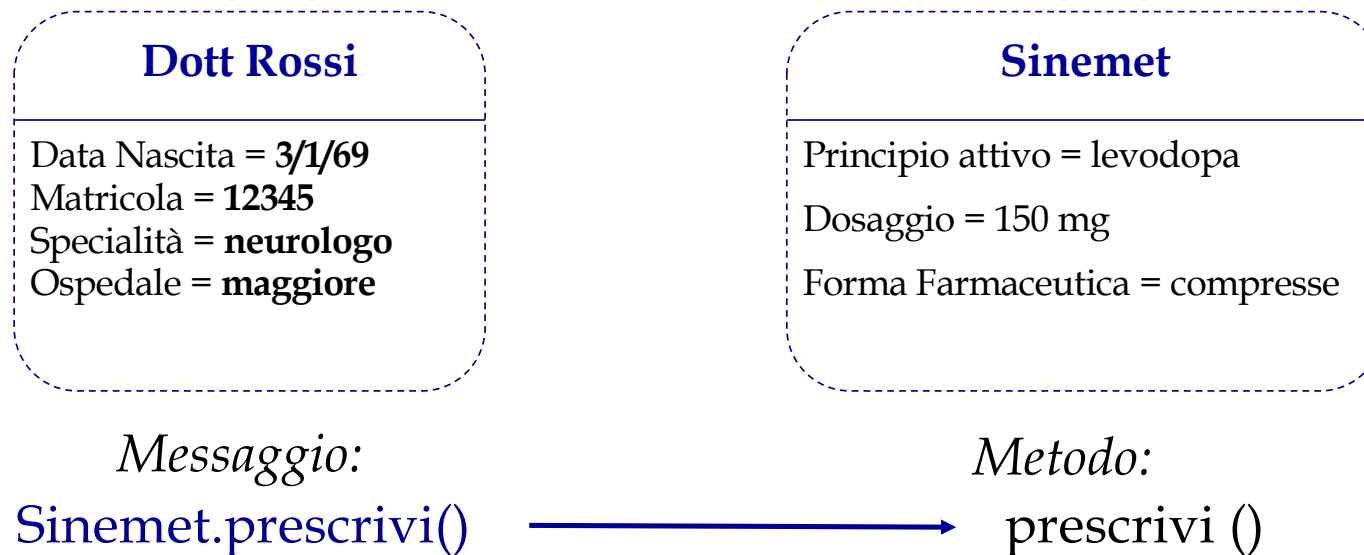 Dott Rossi
Data Nascita = 3/1/69
Matricola = 12345
Specialità = neurologo
Ospedale = maggiore
Sinemet
Principio attivo = levodopa
Dosaggio = 150 mg
Forma Farmaceutica = compresse
Messaggio:
Sinemet.prescrivi()
Metodo:
prescrivi ()